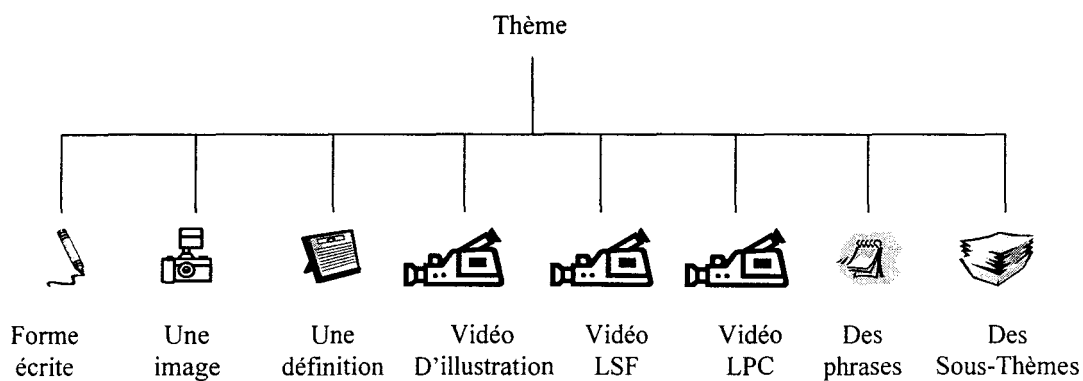 Thème
Forme écrite
Une image
Une définition
Vidéo D'illustration
Vidéo LSF
Vidéo LPC
Des phrases
Des Sous-Thèmes